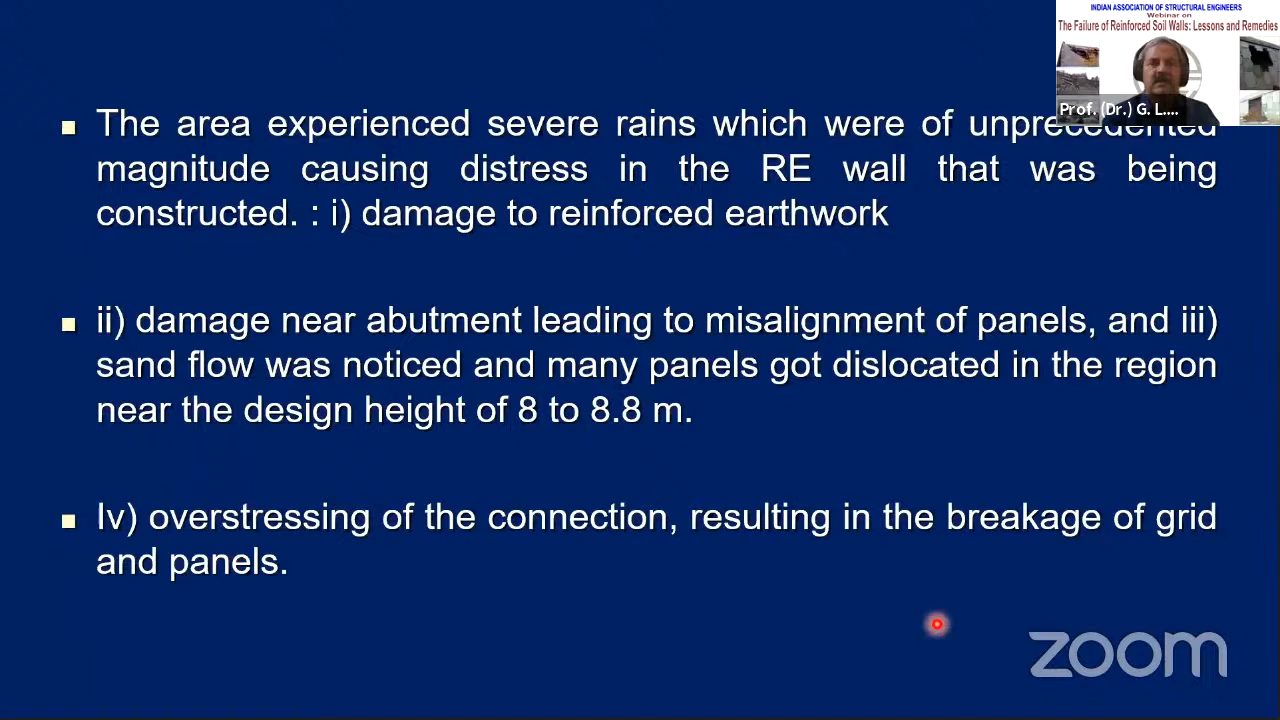 INDIAN ASSOCIATION OF STRUCTURAL ENGINEERS
Webinar on
The Failure of Reinforced Soil Walls: Lessons and Remedies
Prof. (Dr.) G. L....
The area experienced severe rains which were of unprecedented
magnitude causing distress in the RE wall that was being
constructed. : i) damage to reinforced earthwork
ii) damage near abutment leading to misalignment of panels, and iii)
sand flow was noticed and many panels got dislocated in the region
near the design height of 8 to 8.8 m.
Iv) overstressing of the connection, resulting in the breakage of grid
and panels.
zoom